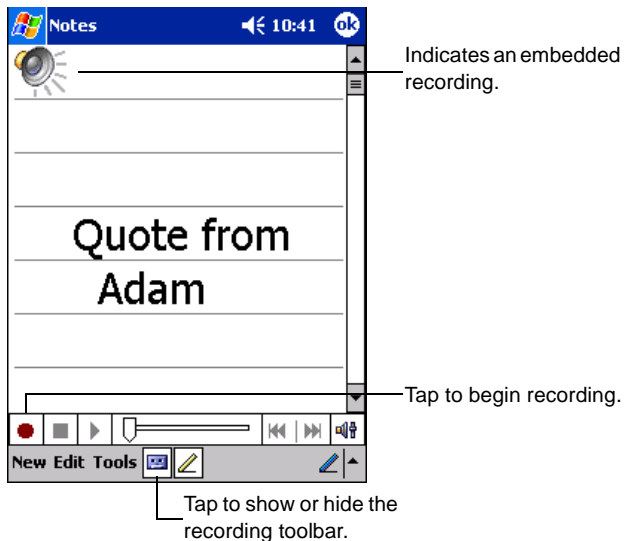 Notes 10:41 ok
Indicates an embedded
recording.
Quote from
Adam
Tap to begin recording.
New Edit Tools
Tap to show or hide the
recording toolbar.